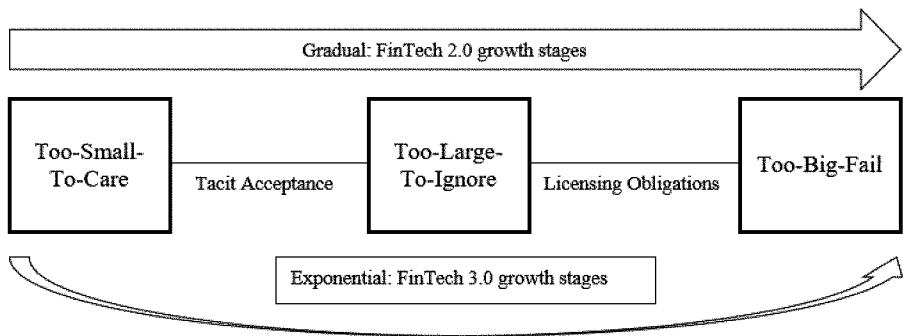 Gradual: FinTech 2.0 growth stages
Too-Small-
To-Care
Tacit Acceptance
Too-Large-
To-Ignore
Licensing Obligations
Too-Big-Fail
Exponential: FinTech 3.0 growth stages